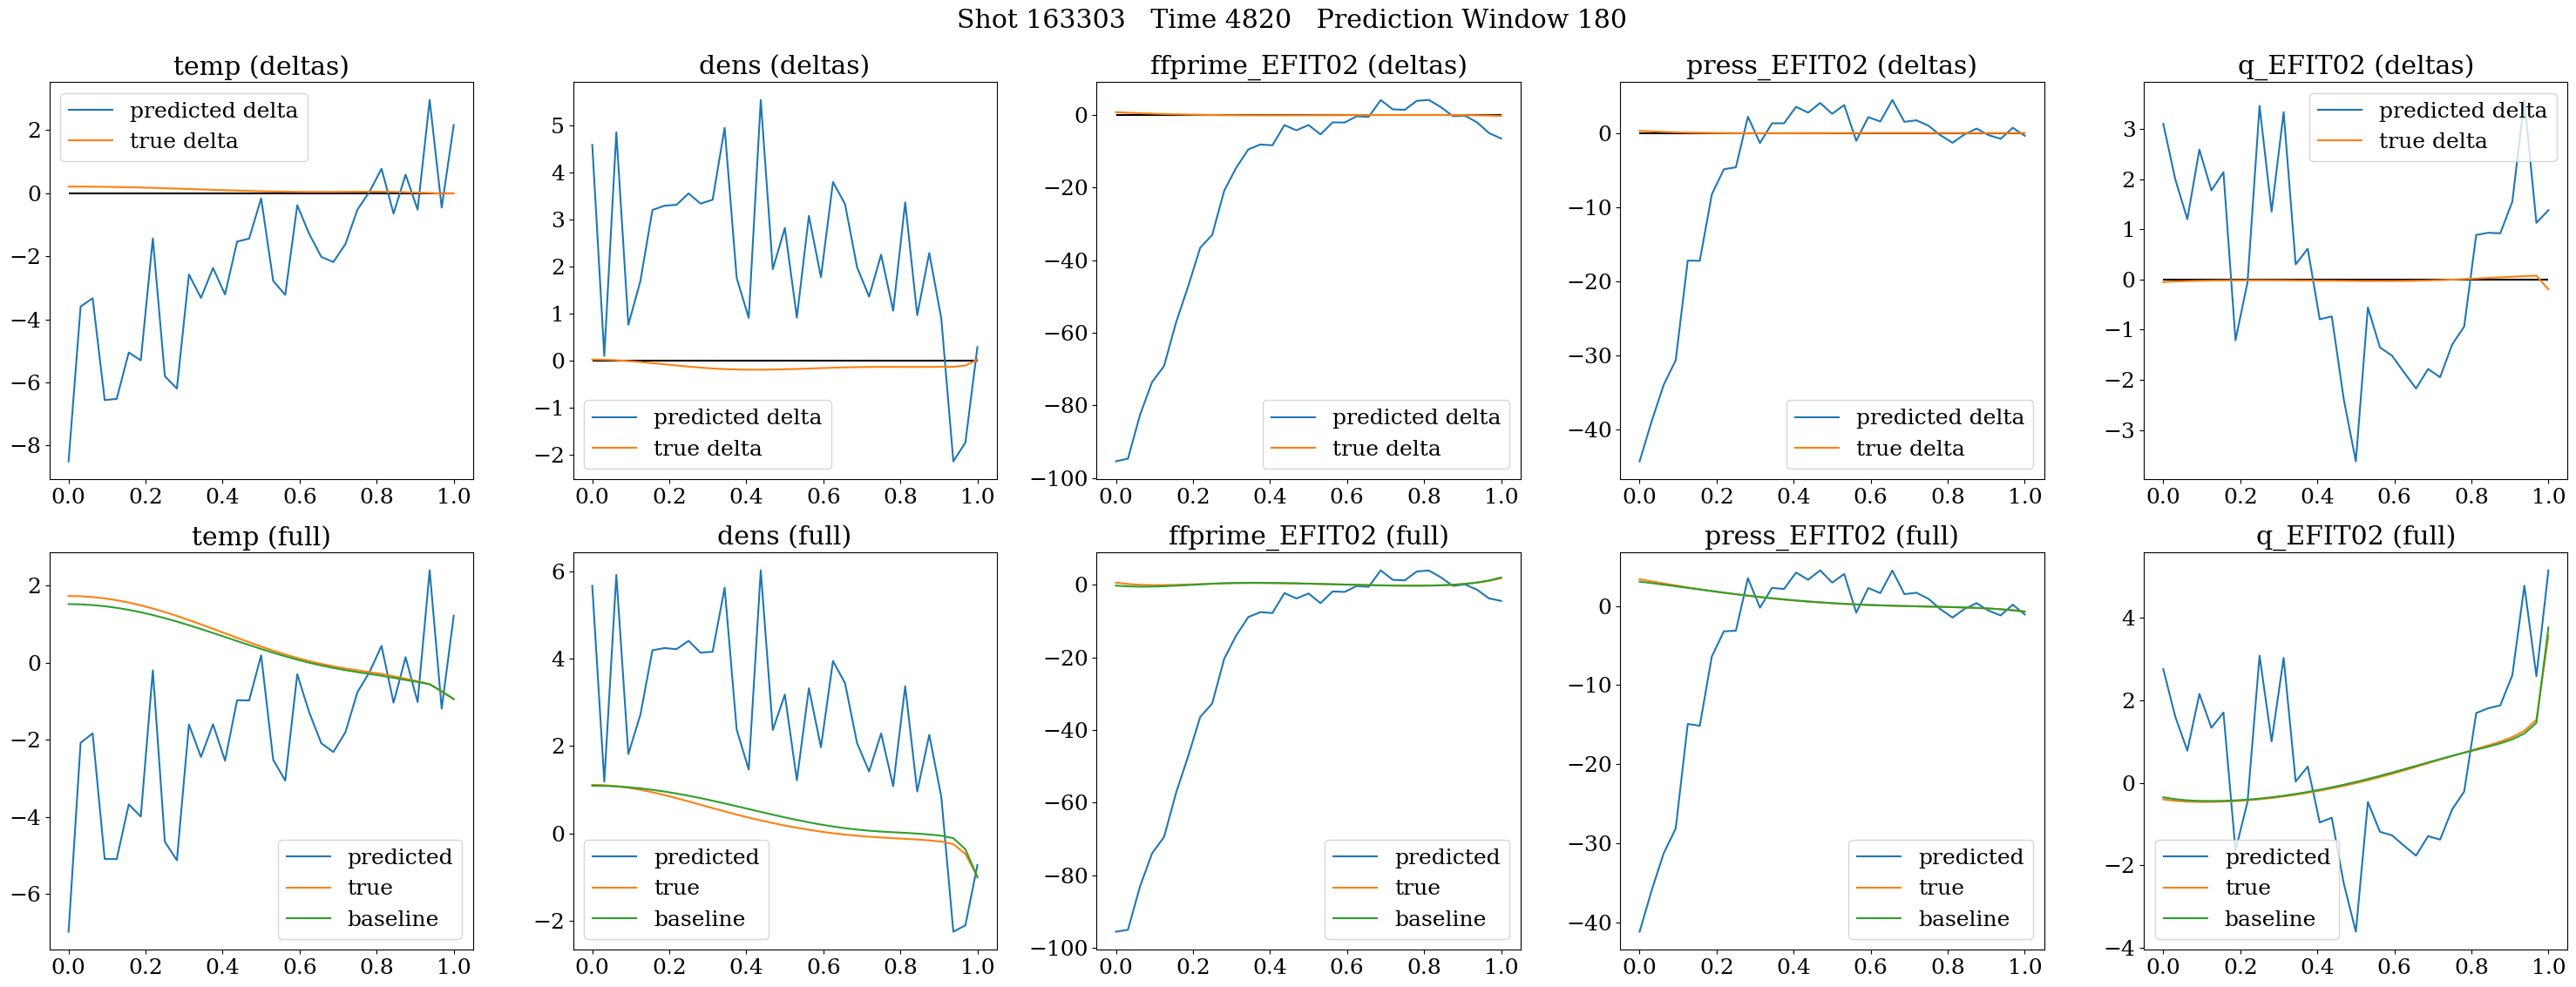 Shot 163303   Time 4820   Prediction Window 180
temp (deltas)
predicted delta
true delta
2
0
−2
−4
−6
−8
0.0 0.2 0.4 0.6 0.8 1.0
dens (deltas)
5
4
3
2
1
0
−1
−2
predicted delta
true delta
0.0 0.2 0.4 0.6 0.8 1.0
ffprime_EFIT02 (deltas)
0
−20
−40
−60
−80
−100
predicted delta
true delta
0.0 0.2 0.4 0.6 0.8 1.0
press_EFIT02 (deltas)
0
−10
−20
−30
−40
predicted delta
true delta
0.0 0.2 0.4 0.6 0.8 1.0
q_EFIT02 (deltas)
predicted delta
true delta
3
2
1
0
−1
−2
−3
0.0 0.2 0.4 0.6 0.8 1.0
temp (full)
2
0
−2
−4
−6
predicted
true
baseline
0.0 0.2 0.4 0.6 0.8 1.0
dens (full)
6
4
2
0
−2
predicted
true
baseline
0.0 0.2 0.4 0.6 0.8 1.0
ffprime_EFIT02 (full)
0
−20
−40
−60
−80
−100
predicted
true
baseline
0.0 0.2 0.4 0.6 0.8 1.0
press_EFIT02 (full)
0
−10
−20
−30
−40
predicted
true
baseline
0.0 0.2 0.4 0.6 0.8 1.0
q_EFIT02 (full)
4
2
0
−2
−4
predicted
true
baseline
0.0 0.2 0.4 0.6 0.8 1.0